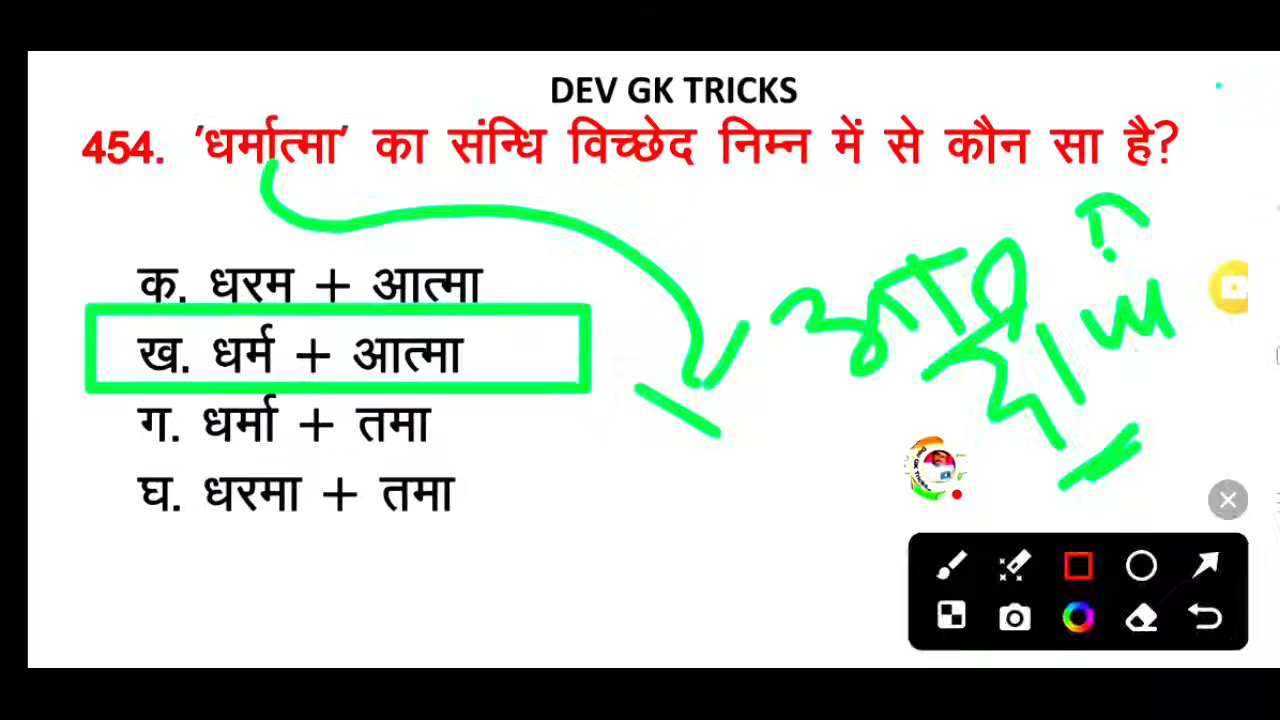 DEV GK TRICKS
454. 'धर्मात्मा' का संन्धि विच्छेद निम्न में से कौन सा है?
क. धरम + आत्मा
ख. धर्म + आत्मा
ग. धर्मा + तमा
घ. धरमा + तमा